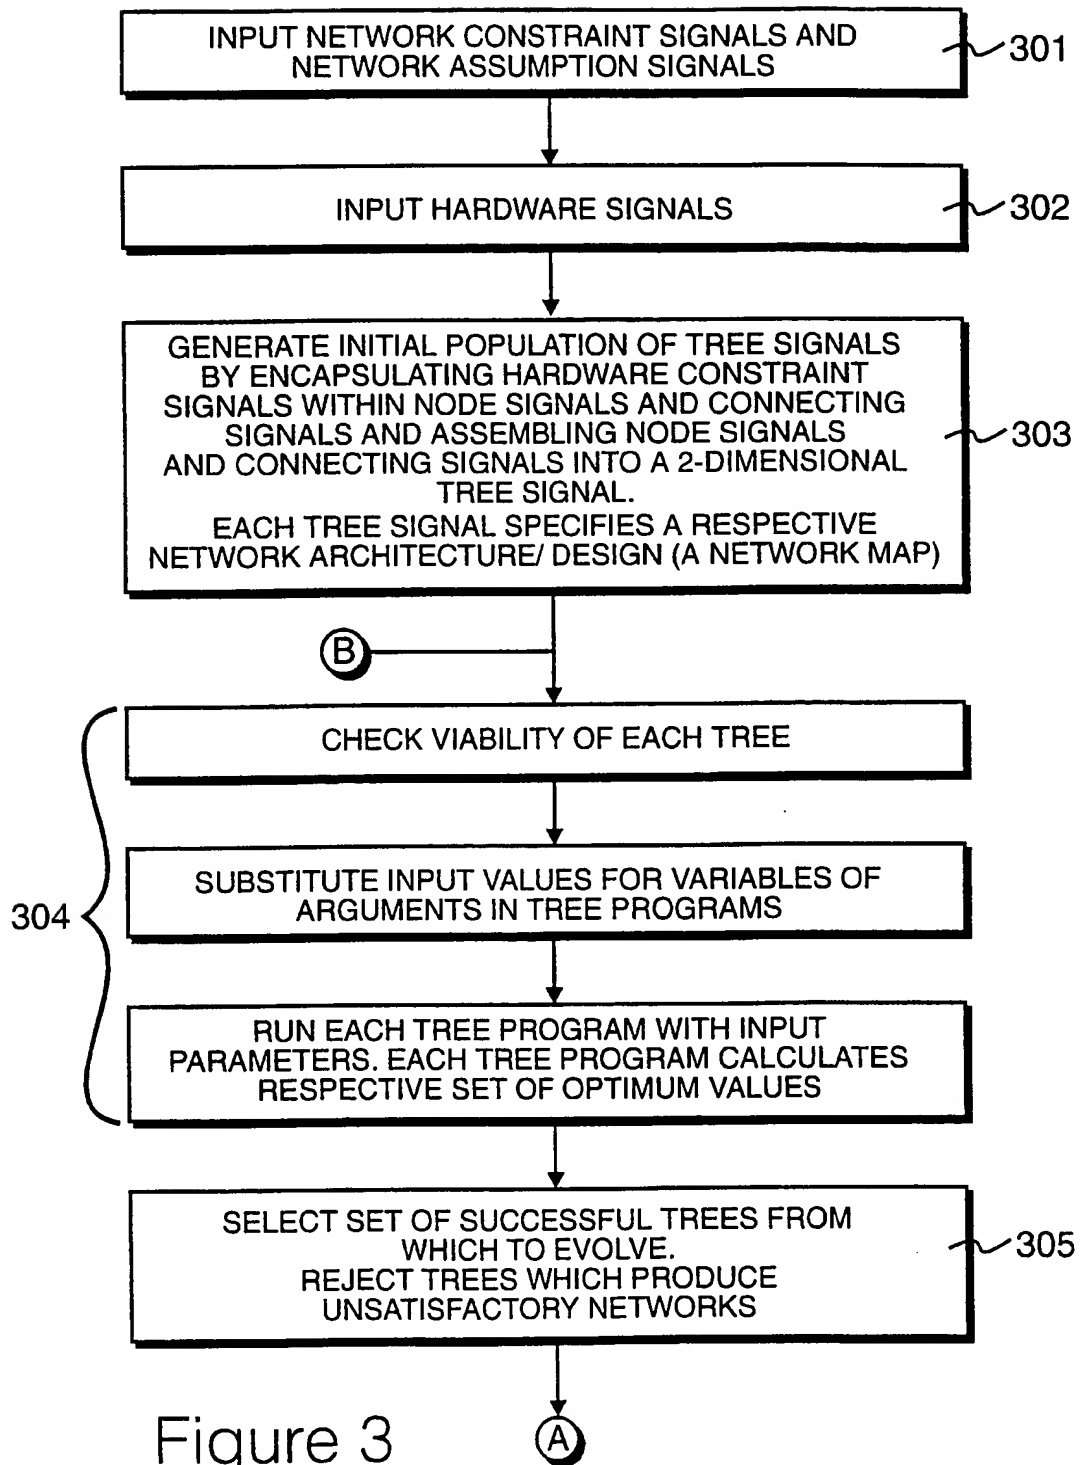 INPUT NETWORK CONSTRAINT SIGNALS AND
NETWORK ASSUMPTION SIGNALS
301
INPUT HARDWARE SIGNALS
302
GENERATE INITIAL POPULATION OF TREE SIGNALS
BY ENCAPSULATING HARDWARE CONSTRAINT
SIGNALS WITHIN NODE SIGNALS AND CONNECTING
SIGNALS AND ASSEMBLING NODE SIGNALS
AND CONNECTING SIGNALS INTO A 2-DIMENSIONAL
TREE SIGNAL.
EACH TREE SIGNAL SPECIFIES A RESPECTIVE
NETWORK ARCHITECTURE/ DESIGN (A NETWORK MAP)
303
B
CHECK VIABILITY OF EACH TREE
SUBSTITUTE INPUT VALUES FOR VARIABLES OF
ARGUMENTS IN TREE PROGRAMS
304
RUN EACH TREE PROGRAM WITH INPUT
PARAMETERS. EACH TREE PROGRAM CALCULATES
RESPECTIVE SET OF OPTIMUM VALUES
SELECT SET OF SUCCESSFUL TREES FROM
WHICH TO EVOLVE.
REJECT TREES WHICH PRODUCE
UNSATISFACTORY NETWORKS
305
A
Figure 3